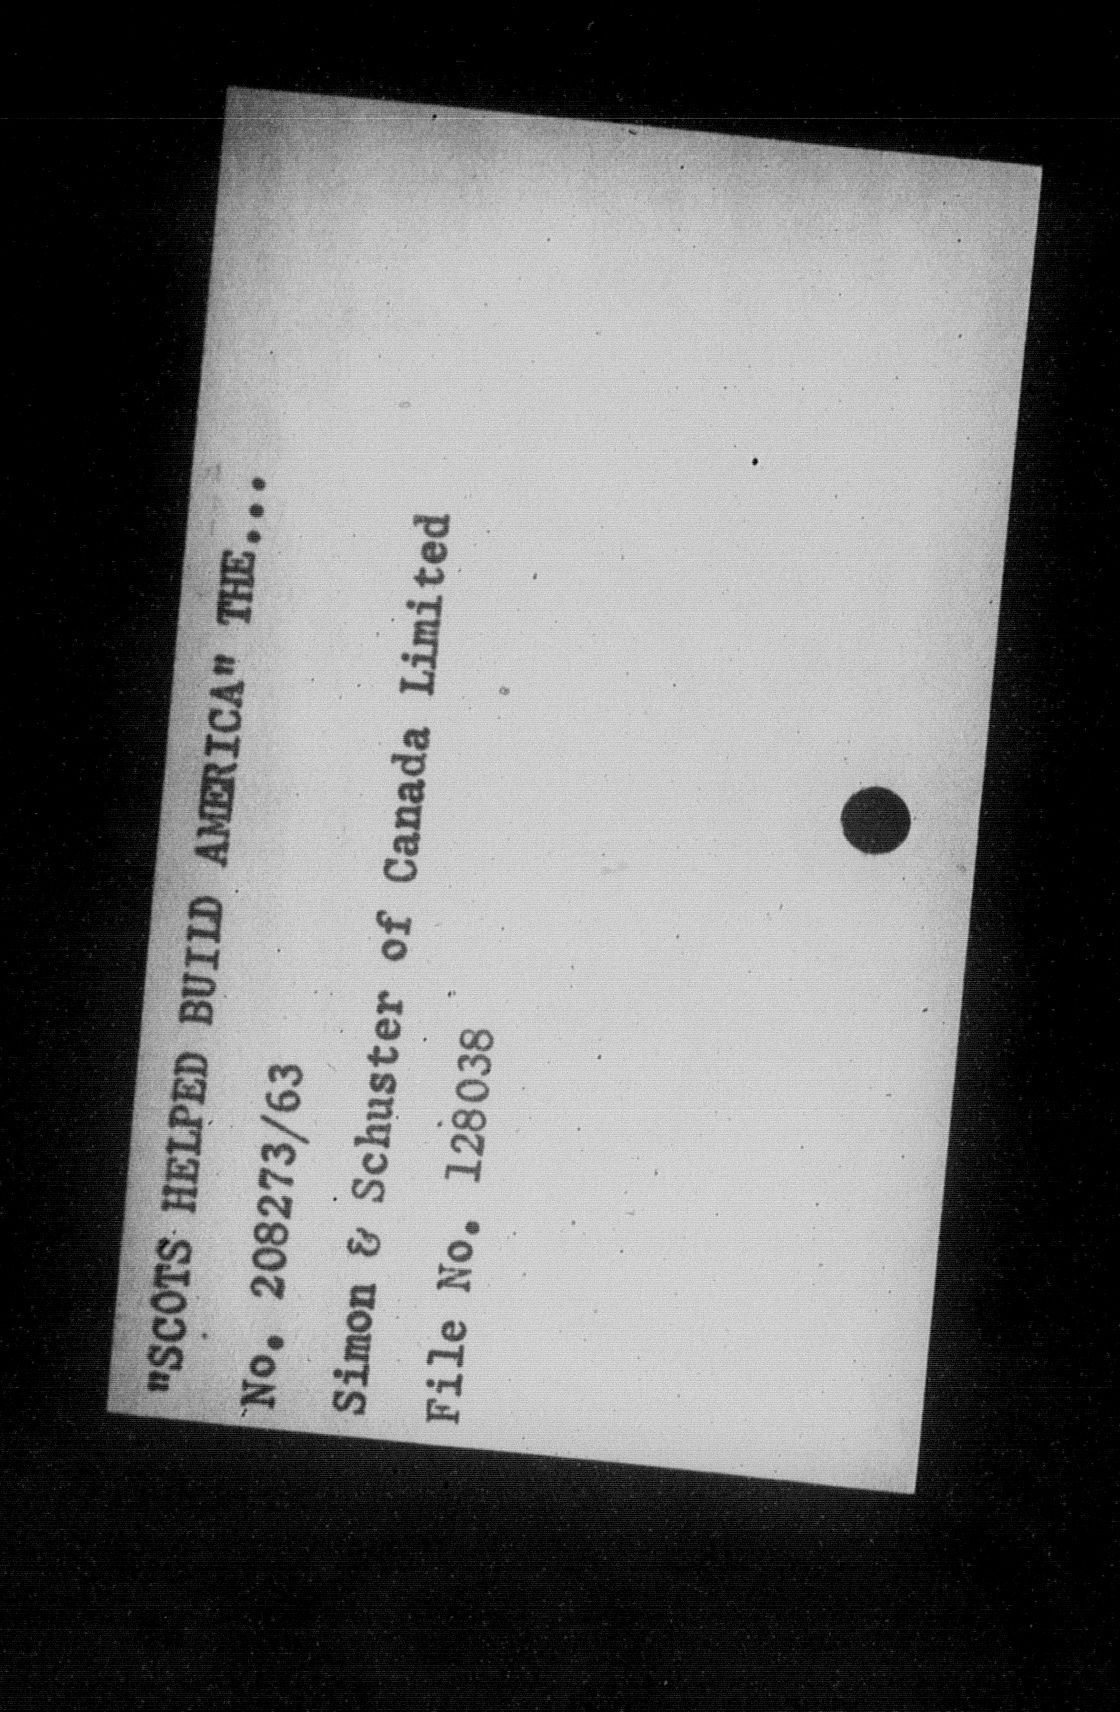 "SCOTS HELPED BUILD AMERICA" THE...
No. 208273/63
Simon & Schuster of Canada Limited
File No. 128038